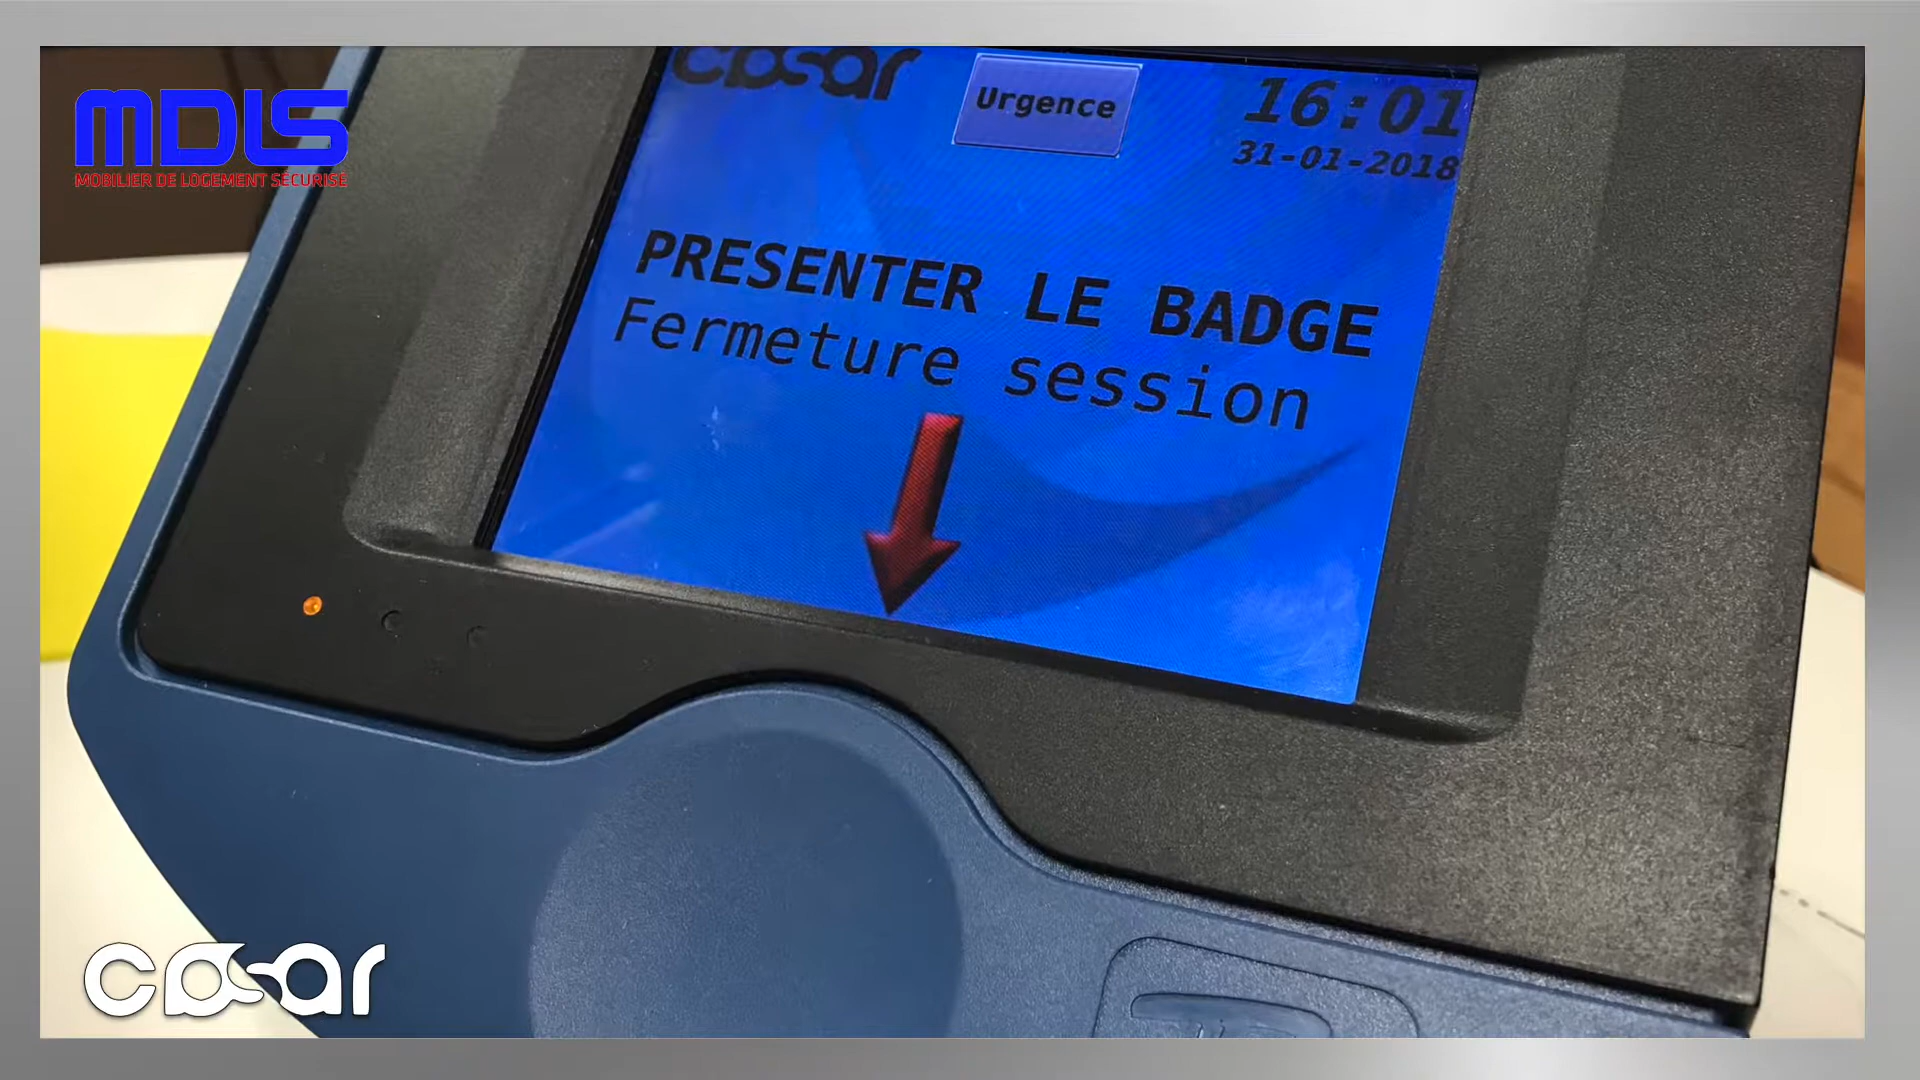 MDLS
MOBILIER DE LOGEMENT SÉCURISÉ
cosar
Urgence
16:01
31-01-2018
PRESENTER LE BADGE
Fermeture session
cosar